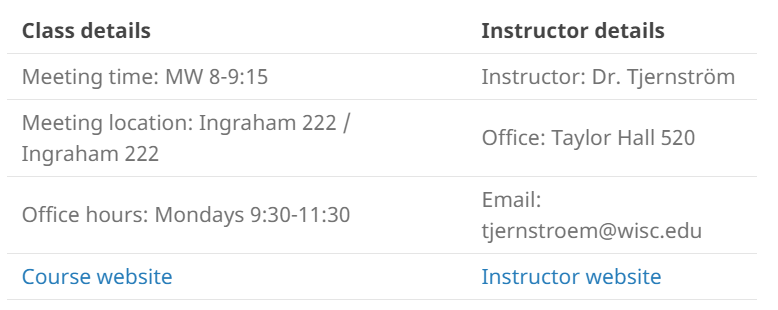 Class details
Instructor details
Meeting time: MW 8-9:15
Instructor: Dr. Tjernström
Meeting location: Ingraham 222 /
Ingraham 222
Office: Taylor Hall 520
Office hours: Mondays 9:30-11:30
Email:
tjernstroem@wisc.edu
Course website
Instructor website